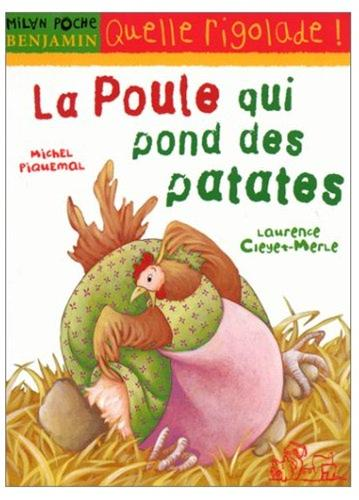 MILAN POCHE
BENJAMIN
Quelle rigolade !
La Poule qui
pond des
patates
Michel
Piquemal
Laurence
Cleyet-Merle